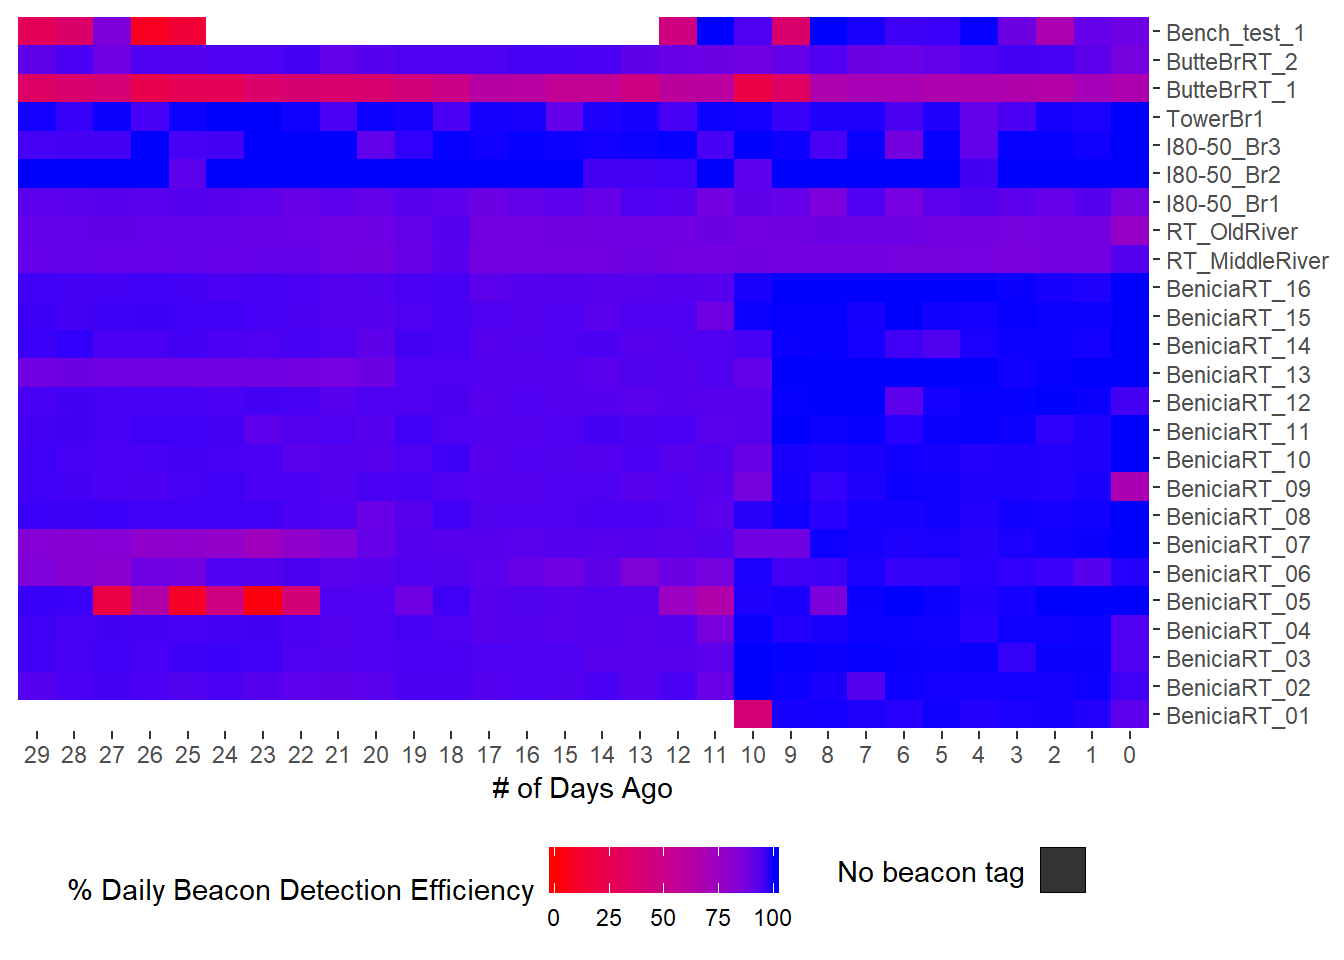 Bench_test_1
ButteBrRT_2
ButteBrRT_1
TowerBr1
I80-50_Br3
I80-50_Br2
I80-50_Br1
RT_OldRiver
RT_MiddleRiver
BeniciaRT_16
BeniciaRT_15
BeniciaRT_14
BeniciaRT_13
BeniciaRT_12
BeniciaRT_11
BeniciaRT_10
BeniciaRT_09
BeniciaRT_08
BeniciaRT_07
BeniciaRT_06
BeniciaRT_05
BeniciaRT_04
BeniciaRT_03
BeniciaRT_02
BeniciaRT_01
29 28 27 26 25 24 23 22 21 20 19 18 17 16 15 14 13 12 11 10 9 8 7 6 5 4 3 2 1 0
# of Days Ago
% Daily Beacon Detection Efficiency
0 25 50 75 100
No beacon tag